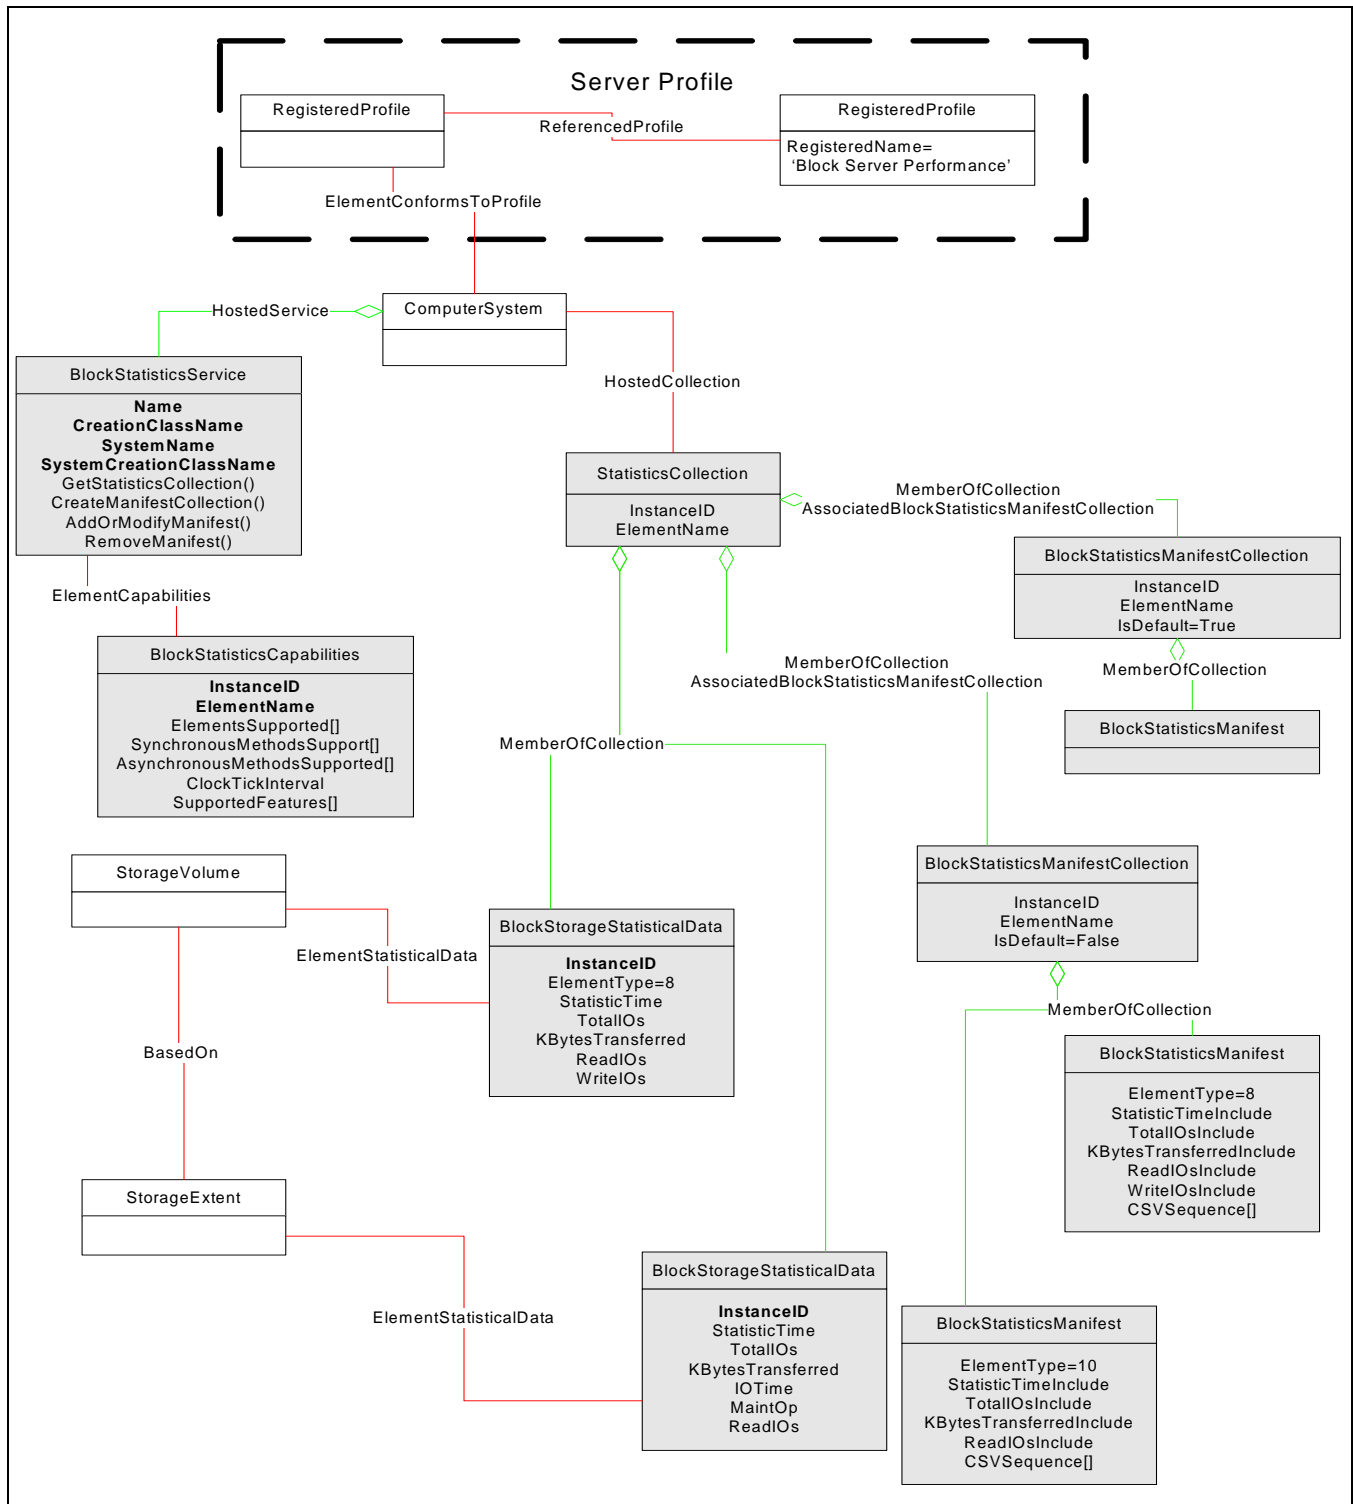 Server Profile
RegisteredProfile
ReferencedProfile
RegisteredProfile
RegisteredName=
'Block Server Performance'
ElementConformsToProfile
HostedService
ComputerSystem
HostedCollection
BlockStatisticsService
Name
CreationClassName
SystemName
SystemCreationClassName
GetStatisticsCollection()
CreateManifestCollection()
AddOrModifyManifest()
RemoveManifest()
StatisticsCollection
InstanceID
ElementName
MemberOfCollection
AssociatedBlockStatisticsManifestCollection
BlockStatisticsManifestCollection
InstanceID
ElementName
IsDefault=True
MemberOfCollection
BlockStatisticsManifest
ElementCapabilities
BlockStatisticsCapabilities
InstanceID
ElementName
ElementsSupported[]
SynchronousMethodsSupport[]
AsynchronousMethodsSupported[]
ClockTickInterval
SupportedFeatures[]
MemberOfCollection
AssociatedBlockStatisticsManifestCollection
MemberOfCollection
StorageVolume
ElementStatisticalData
BlockStorageStatisticalData
InstanceID
ElementType=8
StatisticTime
TotalIOs
KBytesTransferred
ReadIOs
WriteIOs
BlockStatisticsManifestCollection
InstanceID
ElementName
IsDefault=False
MemberOfCollection
BlockStatisticsManifest
ElementType=8
StatisticTimeInclude
TotalIOsInclude
KBytesTransferredInclude
ReadIOsInclude
WriteIOsInclude
CSVSequence[]
BasedOn
StorageExtent
ElementStatisticalData
BlockStorageStatisticalData
InstanceID
StatisticTime
TotalIOs
KBytesTransferred
IOTime
MaintOp
ReadIOs
BlockStatisticsManifest
ElementType=10
StatisticTimeInclude
TotalIOsInclude
KBytesTransferredInclude
ReadIOsInclude
CSVSequence[]